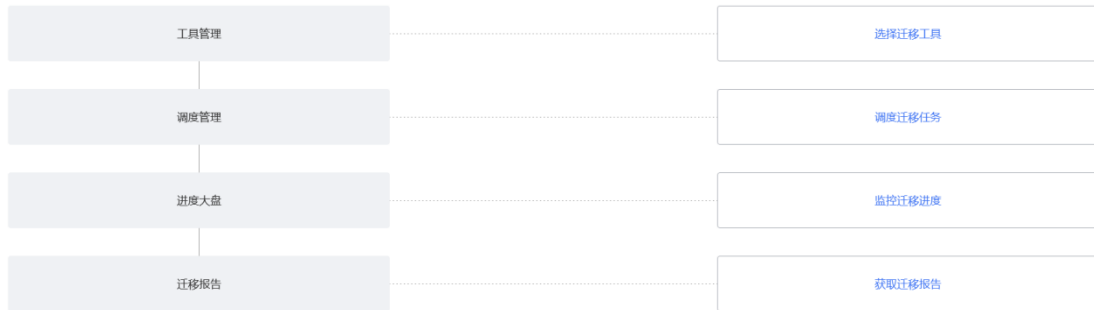 工具管理
选择迁移工具
调度管理
调度迁移任务
进度大盘
监控迁移进度
迁移报告
获取迁移报告